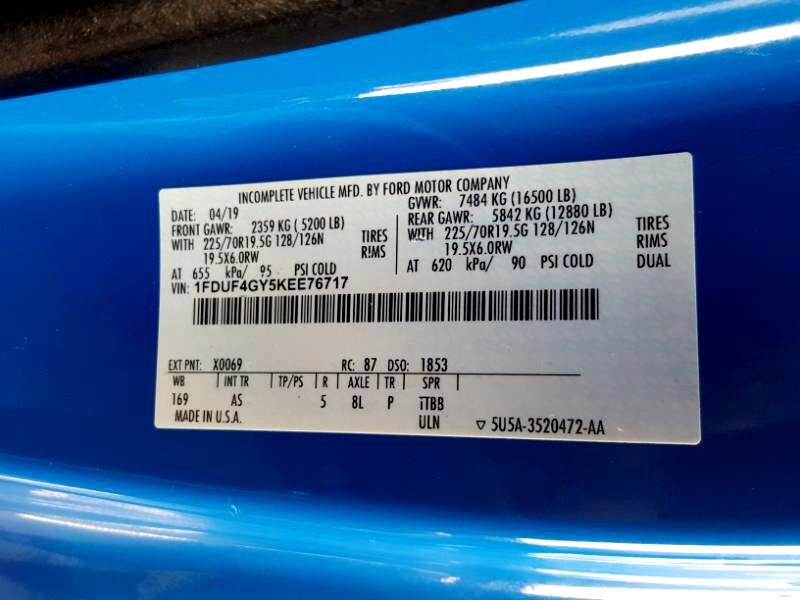 INCOMPLETE VEHICLE MFD. BY FORD MOTOR COMPANY
DATE: 04/19 GVWR: 7484 KG (16500 LB)
FRONT GAWR: 2359 KG ( 5200 LB) REAR GAWR: 5842 KG (12880 LB)
WITH 225/70R19.5G 128/126N TIRES WITH 225/70R19.5G 128/126N TIRES
19.5X6.0RW RIMS 19.5X6.0RW RIMS
AT 655 kPa/ 95 PSI COLD AT 620 kPa/ 90 PSI COLD DUAL
VIN: 1FDUF4GY5KEE76717
EXT PNT: X0069 RC: 87 DSO: 1853
WB INT TR TP/PS R AXLE TR SPR
169 AS 5 8L P TTBB
MADE IN U.S.A. ULN ▽ 5U5A-3520472-AA